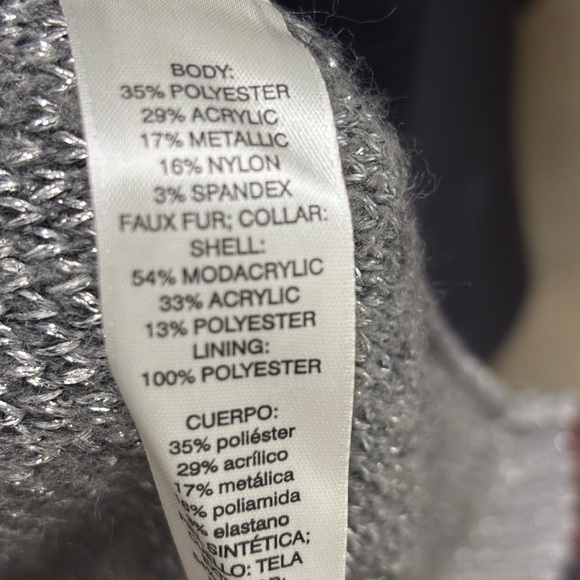 BODY:
35% POLYESTER
29% ACRYLIC
17% METALLIC
16% NYLON
3% SPANDEX
FAUX FUR; COLLAR:
SHELL:
54% MODACRYLIC
33% ACRYLIC
13% POLYESTER
LINING:
100% POLYESTER
CUERPO:
35% poliéster
29% acrílico
17% metálica
16% poliamida
elastano
SINTÉTICA;
TELA